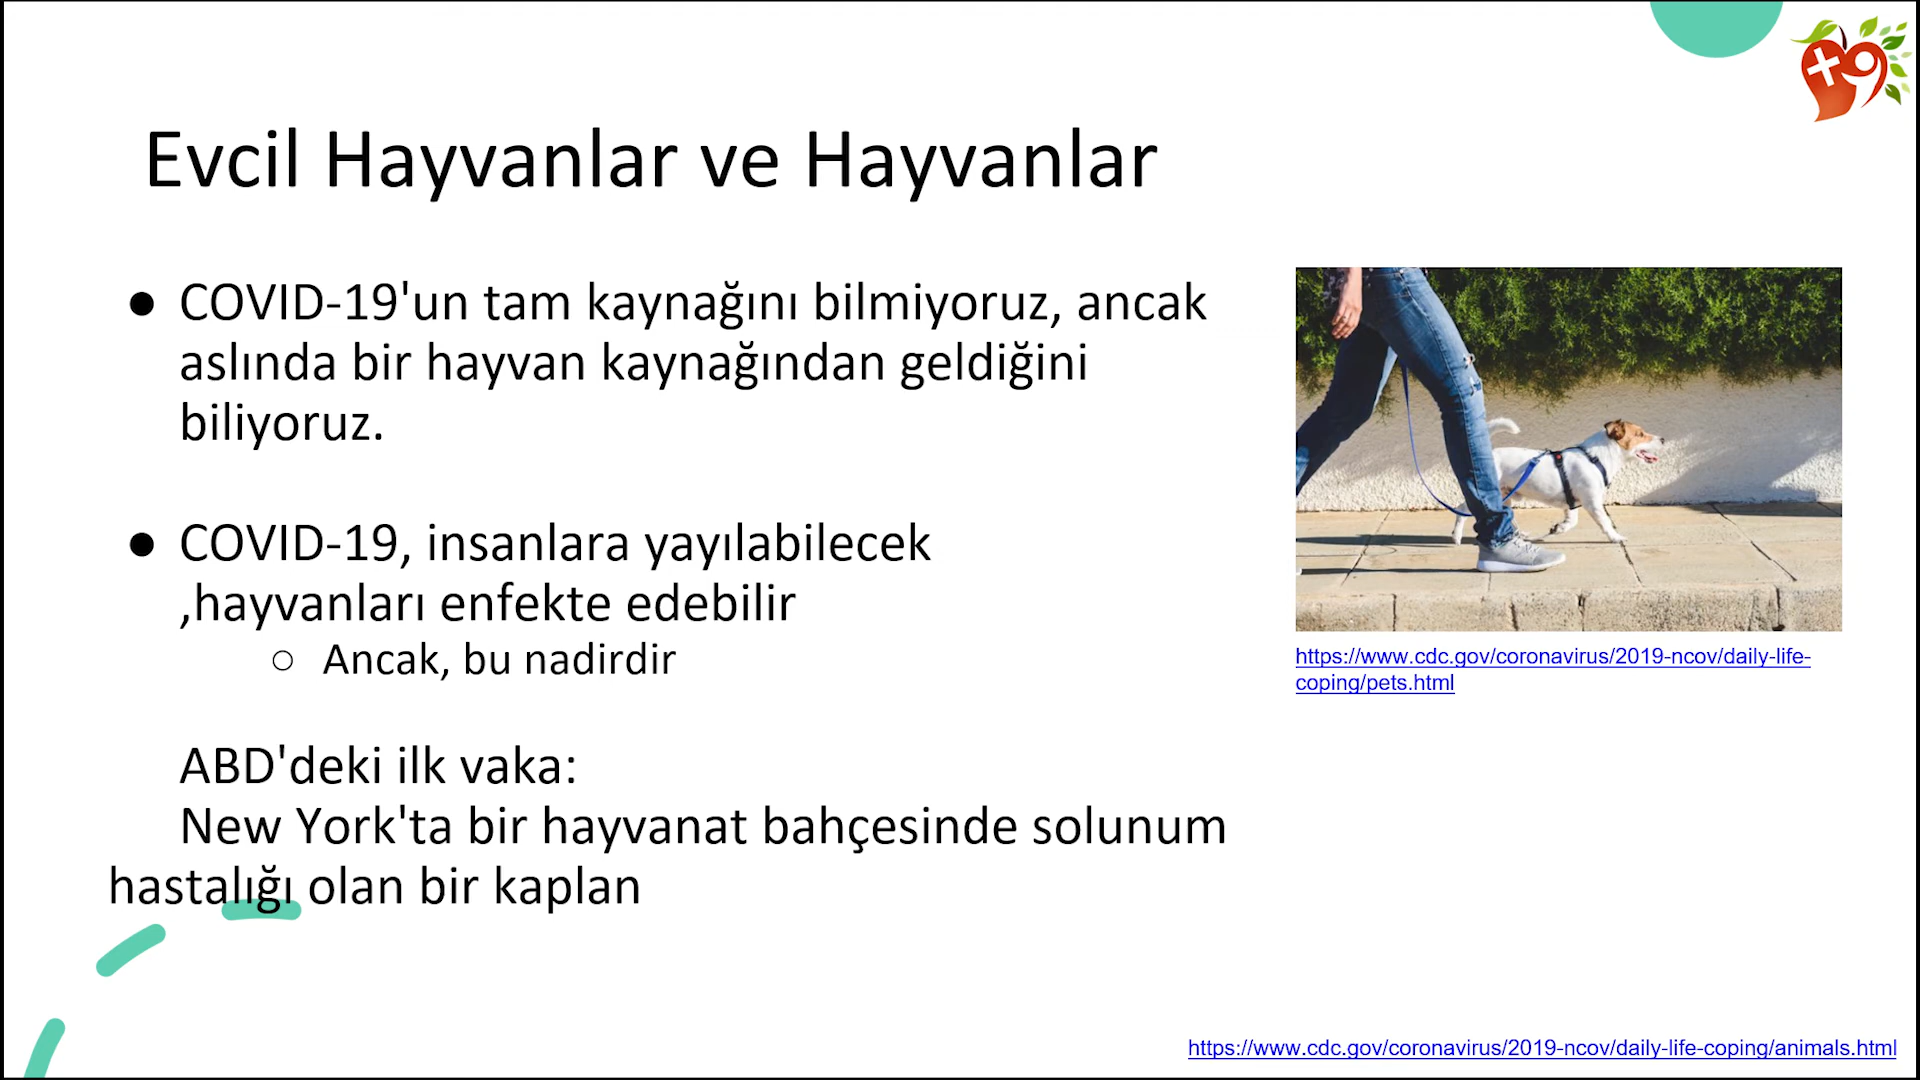 Evcil Hayvanlar ve Hayvanlar
● COVID-19'un tam kaynağını bilmiyoruz, ancak
aslında bir hayvan kaynağından geldiğini
biliyoruz.
● COVID-19, insanlara yayılabilecek
,hayvanları enfekte edebilir
○ Ancak, bu nadirdir
ABD'deki ilk vaka:
New York'ta bir hayvanat bahçesinde solunum
hastalığı olan bir kaplan
https://www.cdc.gov/coronavirus/2019-ncov/daily-life-
coping/pets.html
https://www.cdc.gov/coronavirus/2019-ncov/daily-life-coping/animals.html